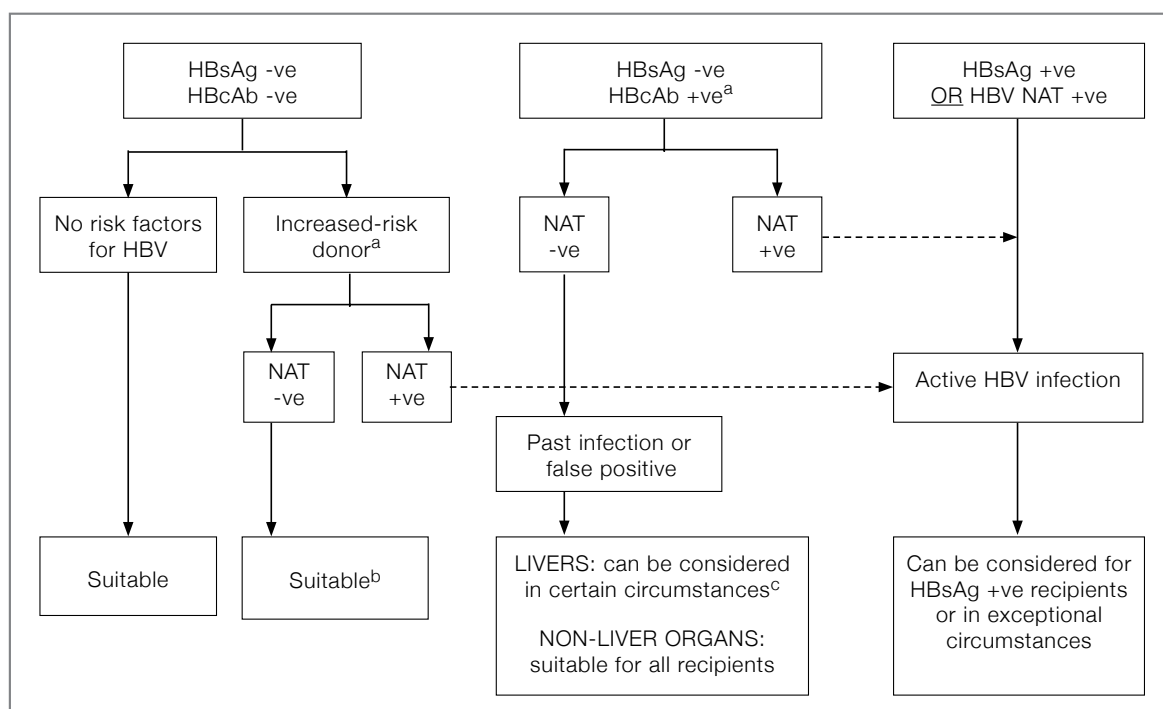 HBsAg -ve
HBcAb -ve
HBsAg -ve
HBcAb +veᵃ
HBsAg +ve
OR HBV NAT +ve
No risk factors
for HBV
Increased-risk
donorᵃ
NAT
-ve
NAT
+ve
NAT
-ve
NAT
+ve
Active HBV infection
Past infection or
false positive
Suitable
Suitableᵇ
LIVERS: can be considered
in certain circumstancesᶜ
NON-LIVER ORGANS:
suitable for all recipients
Can be considered for
HBsAg +ve recipients
or in exceptional
circumstances